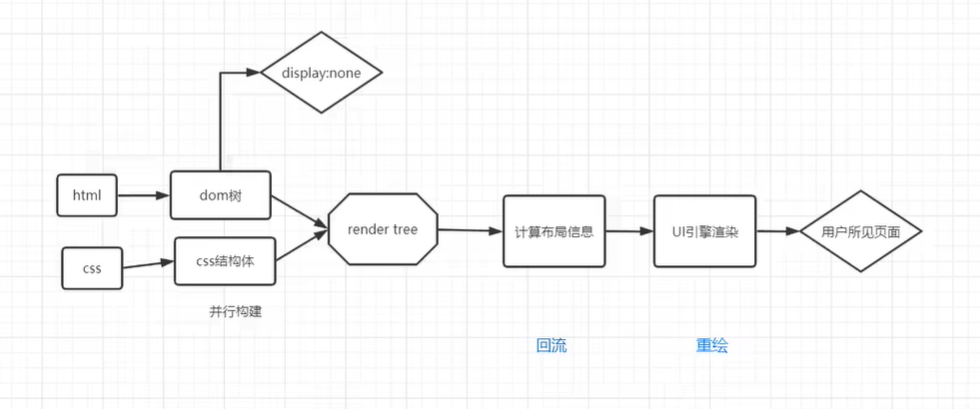 display:none
html
dom树
render tree
计算布局信息
UI引擎渲染
用户所见页面
css
css结构体
并行构建
回流
重绘